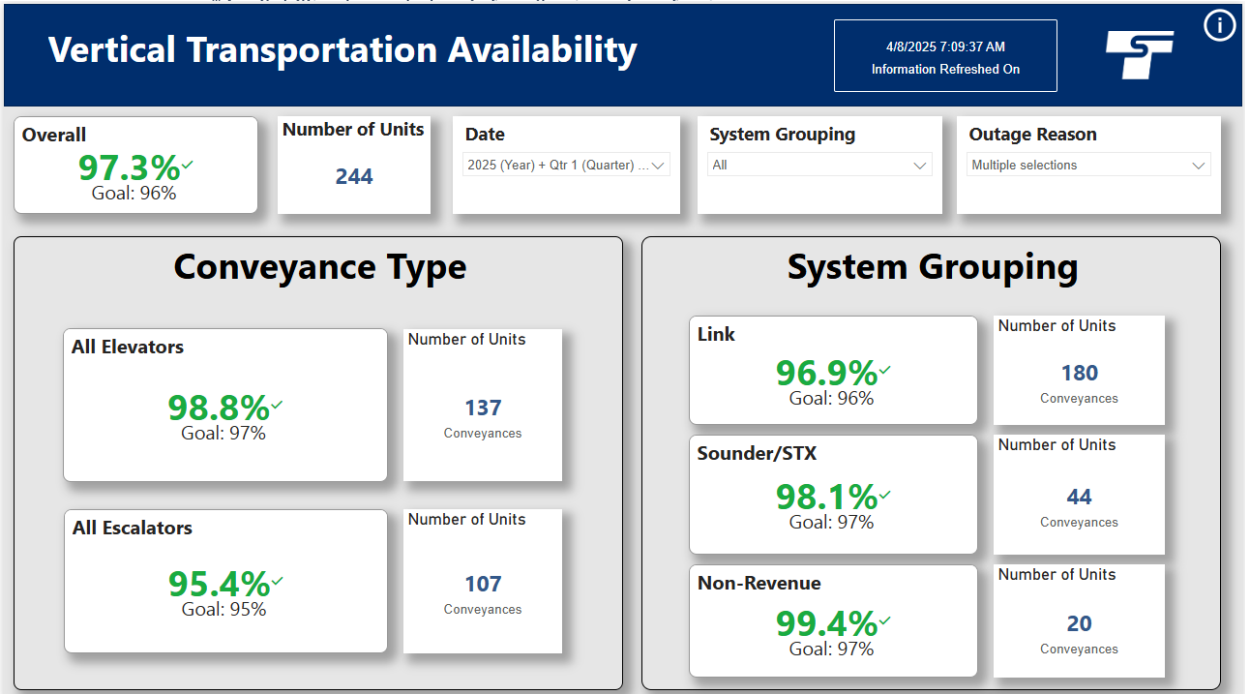 Vertical Transportation Availability
4/8/2025 7:09:37 AM
Information Refreshed On
i
Overall
97.3%
Goal: 96%
Number of Units
244
Date
2025 (Year) + Qtr 1 (Quarter) ...
System Grouping
All
Outage Reason
Multiple selections
Conveyance Type
All Elevators
98.8%
Goal: 97%
Number of Units
137
Conveyances
All Escalators
95.4%
Goal: 95%
Number of Units
107
Conveyances
System Grouping
Link
96.9%
Goal: 96%
Number of Units
180
Conveyances
Sounder/STX
98.1%
Goal: 97%
Number of Units
44
Conveyances
Non-Revenue
99.4%
Goal: 97%
Number of Units
20
Conveyances